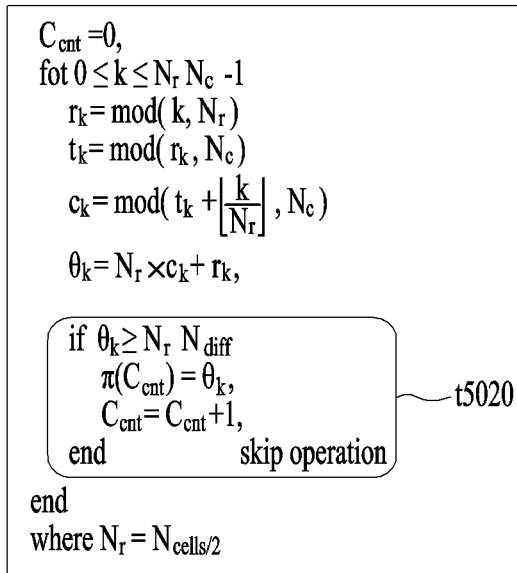 C_cnt =0,
fot 0 ≤ k ≤ N_r N_c -1
r_k= mod( k, N_r )
t_k= mod( r_k, N_c )
c_k= mod( t_k +⌊k/N_r⌋ , N_c )
θ_k= N_r ×c_k+ r_k,
if θ_k≥ N_r N_diff
π(C_cnt) = θ_k,
C_cnt= C_cnt+1,
end skip operation
t5020
end
where N_r = N_cells/2